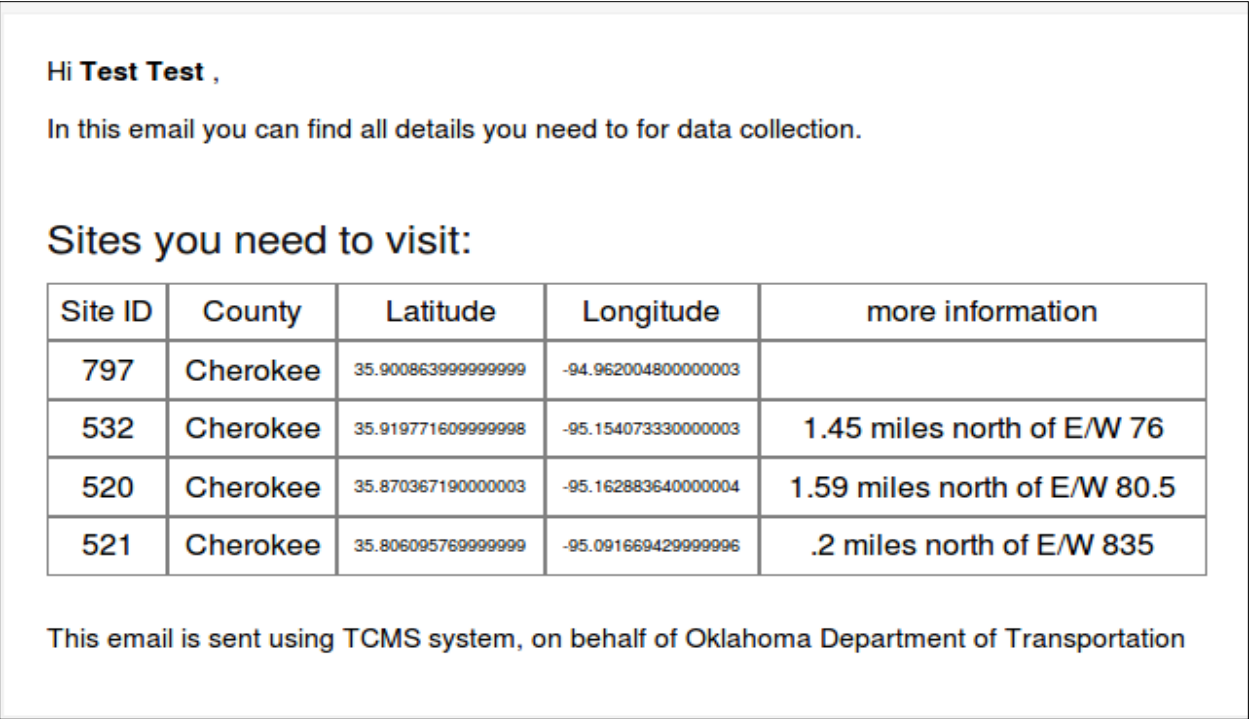 Hi Test Test ,
In this email you can find all details you need to for data collection.
Sites you need to visit:
Site ID County Latitude Longitude more information
797 Cherokee 35.900863999999999 -94.962004800000003
532 Cherokee 35.919771609999998 -95.154073330000003 1.45 miles north of E/W 76
520 Cherokee 35.870367190000003 -95.162883640000004 1.59 miles north of E/W 80.5
521 Cherokee 35.806095769999999 -95.091669429999996 .2 miles north of E/W 835
This email is sent using TCMS system, on behalf of Oklahoma Department of Transportation